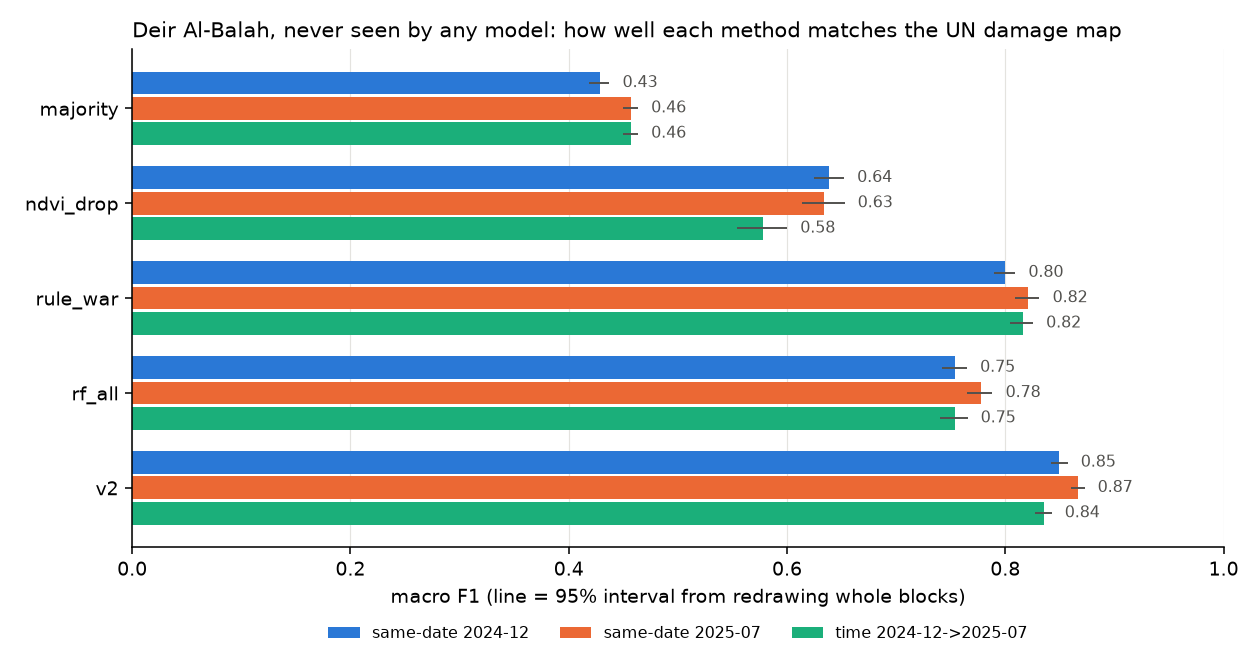 Deir Al-Balah, never seen by any model: how well each method matches the UN damage map
majority
0.43
0.46
0.46
ndvi_drop
0.64
0.63
0.58
rule_war
0.80
0.82
0.82
rf_all
0.75
0.78
0.75
v2
0.85
0.87
0.84
0.0 0.2 0.4 0.6 0.8 1.0
macro F1 (line = 95% interval from redrawing whole blocks)
same-date 2024-12 same-date 2025-07 time 2024-12->2025-07